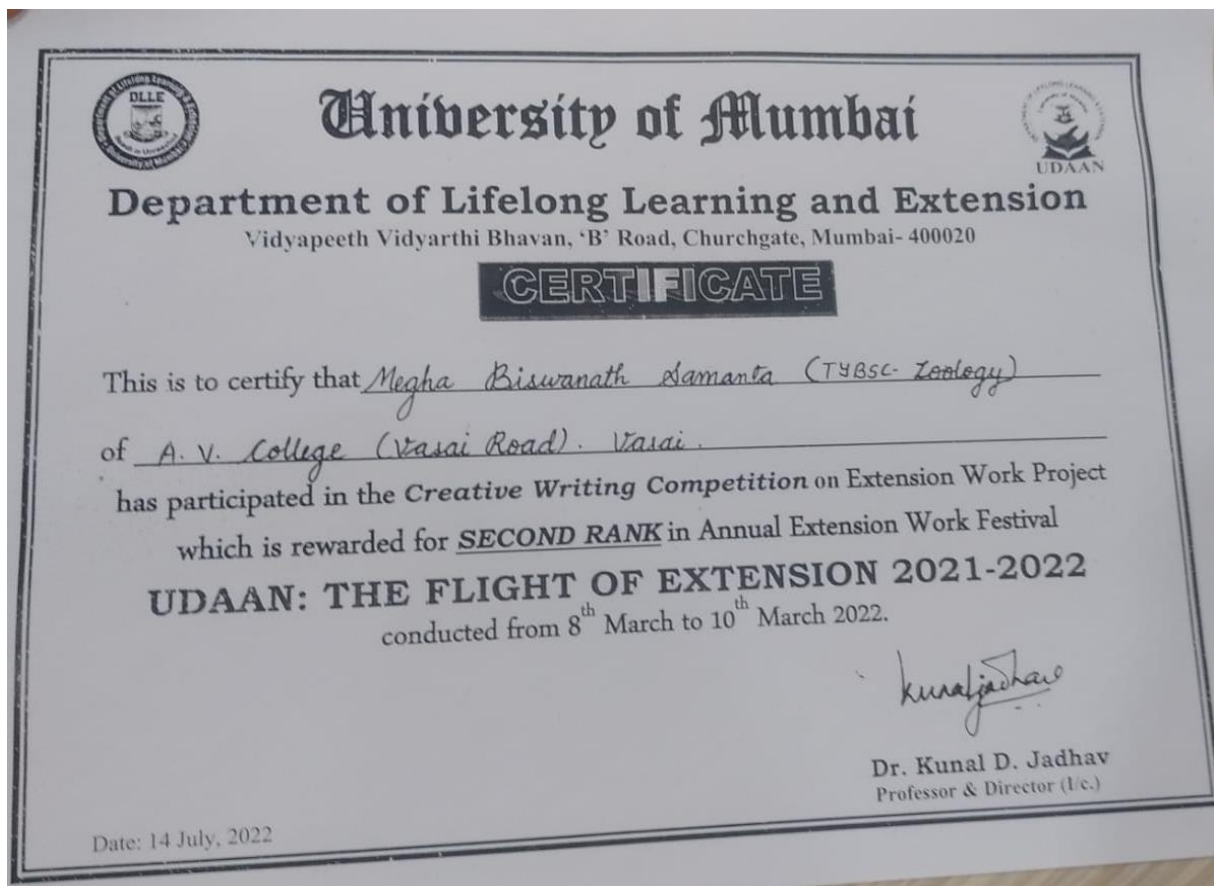 DLLE
University of Mumbai
UDAAN
Department of Lifelong Learning and Extension
Vidyapeeth Vidyarthi Bhavan, ‘B’ Road, Churchgate, Mumbai- 400020
CERTIFICATE
This is to certify that Megha Biswanath Samanta (TYBSC- Zoology)
of A. V. College (Vasai Road). Vasai.
has participated in the Creative Writing Competition on Extension Work Project
which is rewarded for SECOND RANK in Annual Extension Work Festival
UDAAN: THE FLIGHT OF EXTENSION 2021-2022
conducted from 8th March to 10th March 2022.
kunaljadhav
Dr. Kunal D. Jadhav
Professor & Director (I/c.)
Date: 14 July, 2022